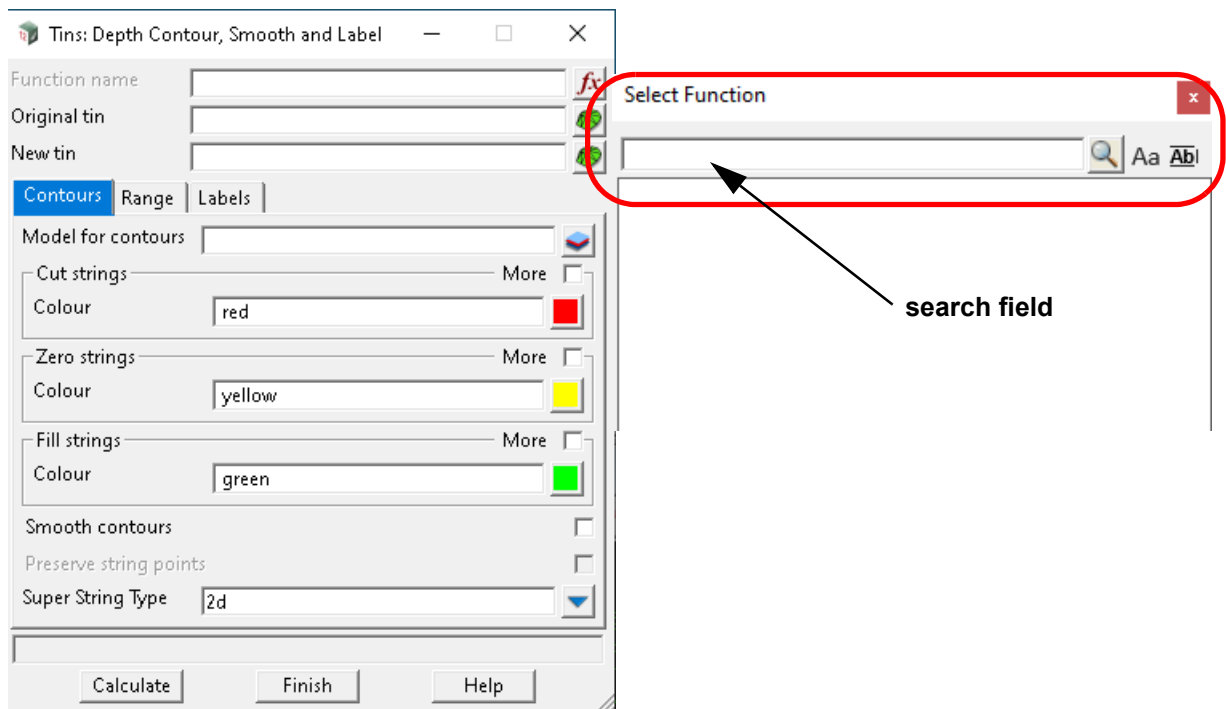 Tins: Depth Contour, Smooth and Label
Function name
fx
Original tin
New tin
Contours Range Labels
Model for contours
Cut strings More
Colour red
Zero strings More
Colour yellow
Fill strings More
Colour green
Smooth contours
Preserve string points
Super String Type 2d
Calculate Finish Help
Select Function
x
Aa Abl
search field